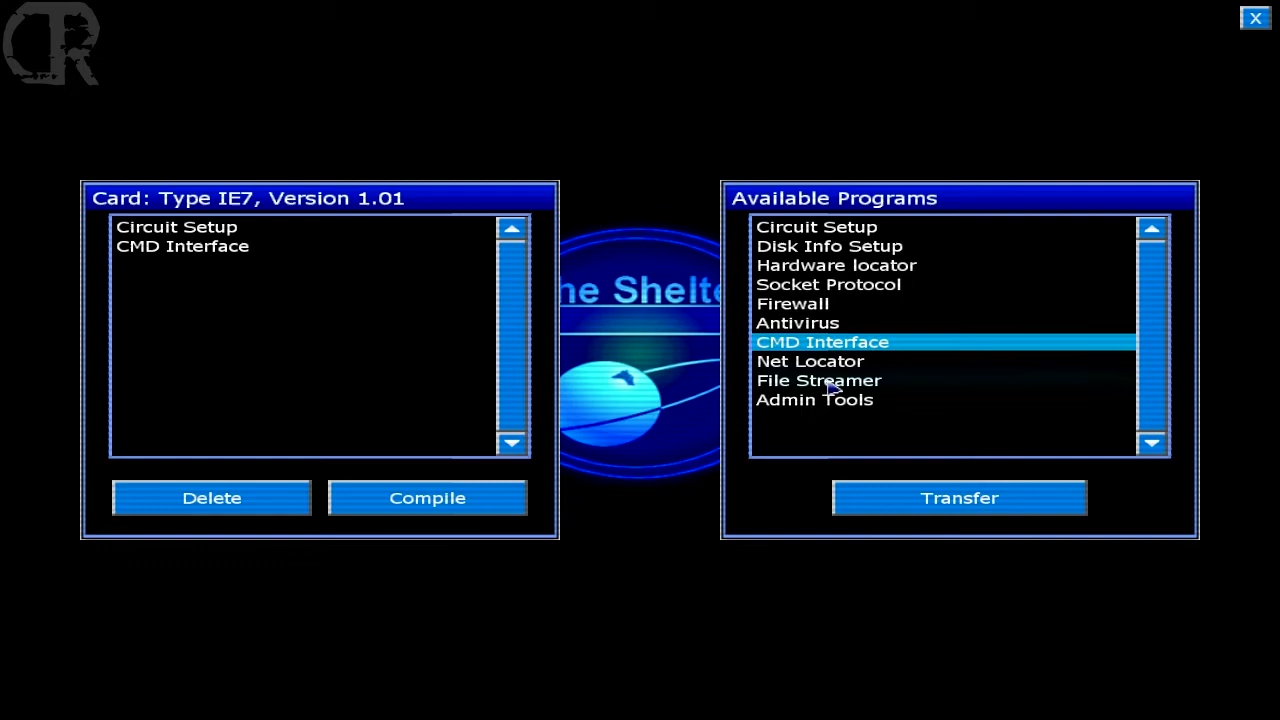 X
Card: Type IE7, Version 1.01
Circuit Setup
CMD Interface
Delete
Compile
he Shelte
Available Programs
Circuit Setup
Disk Info Setup
Hardware locator
Socket Protocol
Firewall
Antivirus
CMD Interface
Net Locator
File Streamer
Admin Tools
Transfer